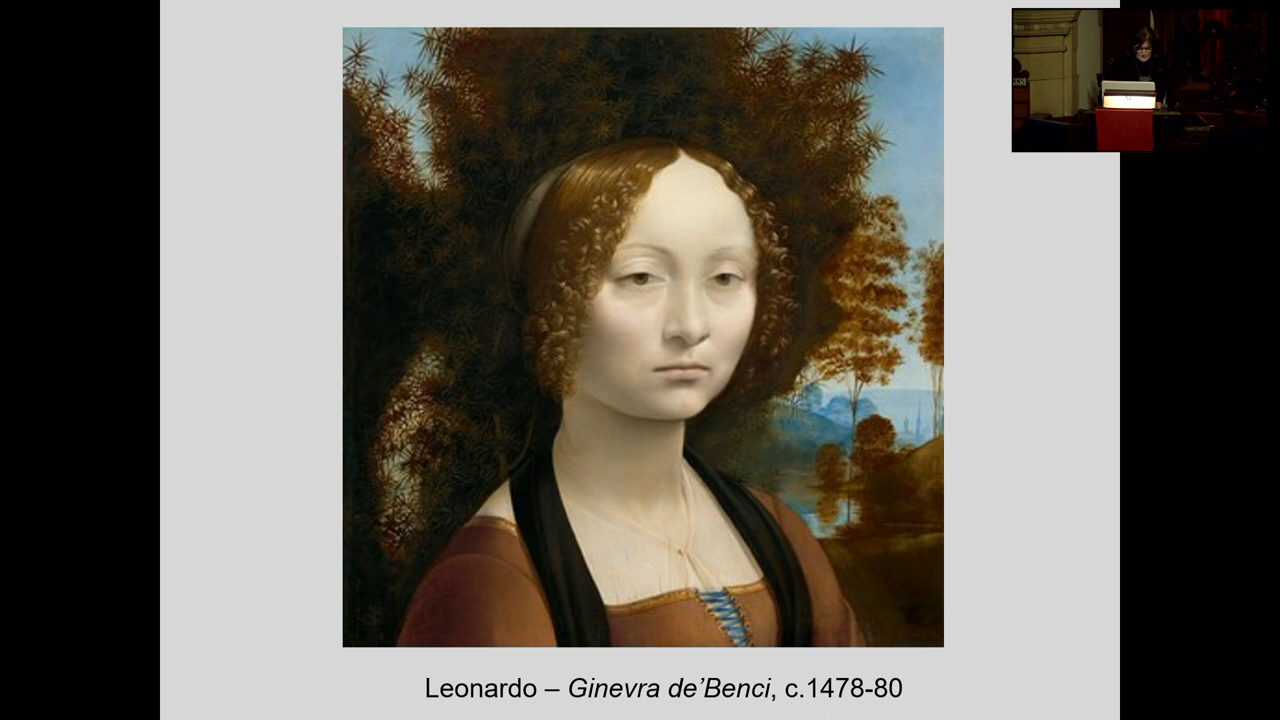 Leonardo – Ginevra de’Benci, c.1478-80